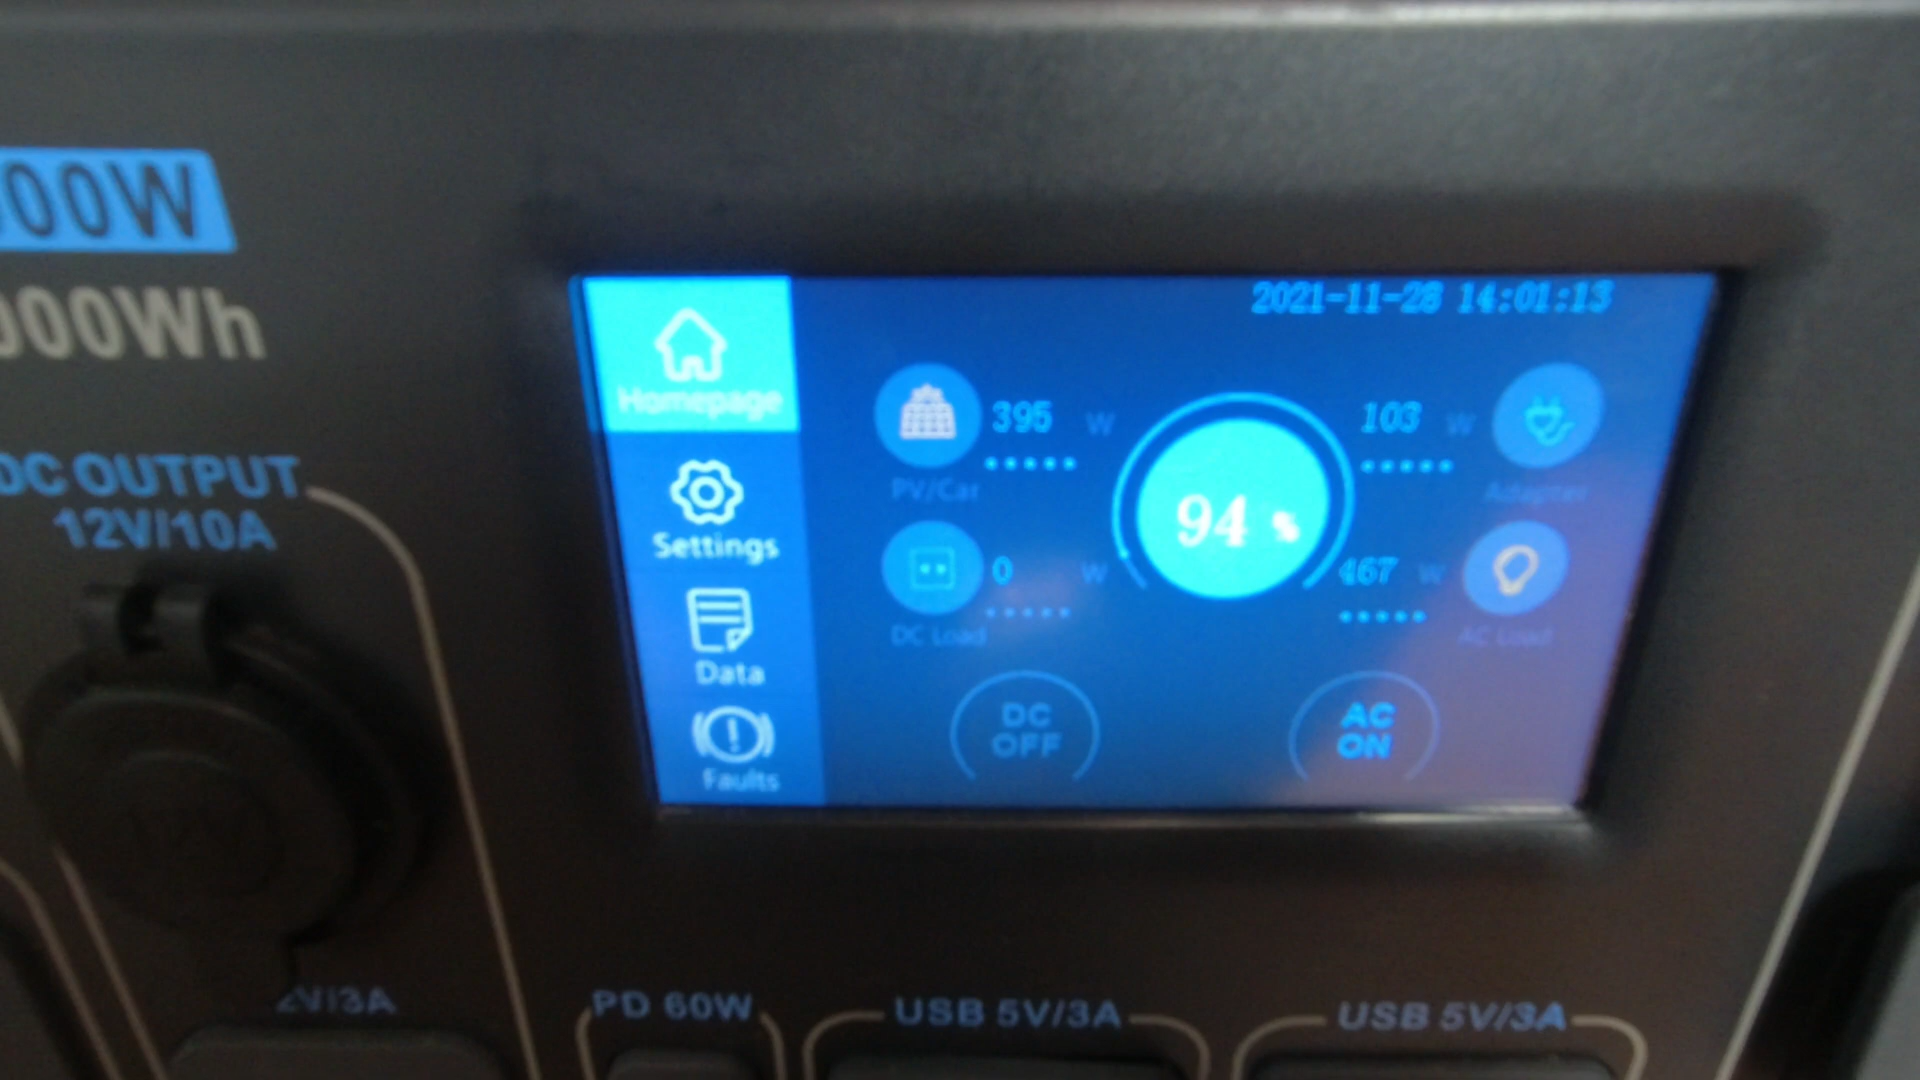 00W
000Wh
DC OUTPUT
12V/10A
2021-11-28 14:01:13
Homepage
Settings
Data
Faults
395 W
PV/Car
103 W
Adapter
94 %
0 W
DC Load
467 W
AC Load
DC
OFF
AC
ON
2V/3A
PD 60W
USB 5V/3A
USB 5V/3A